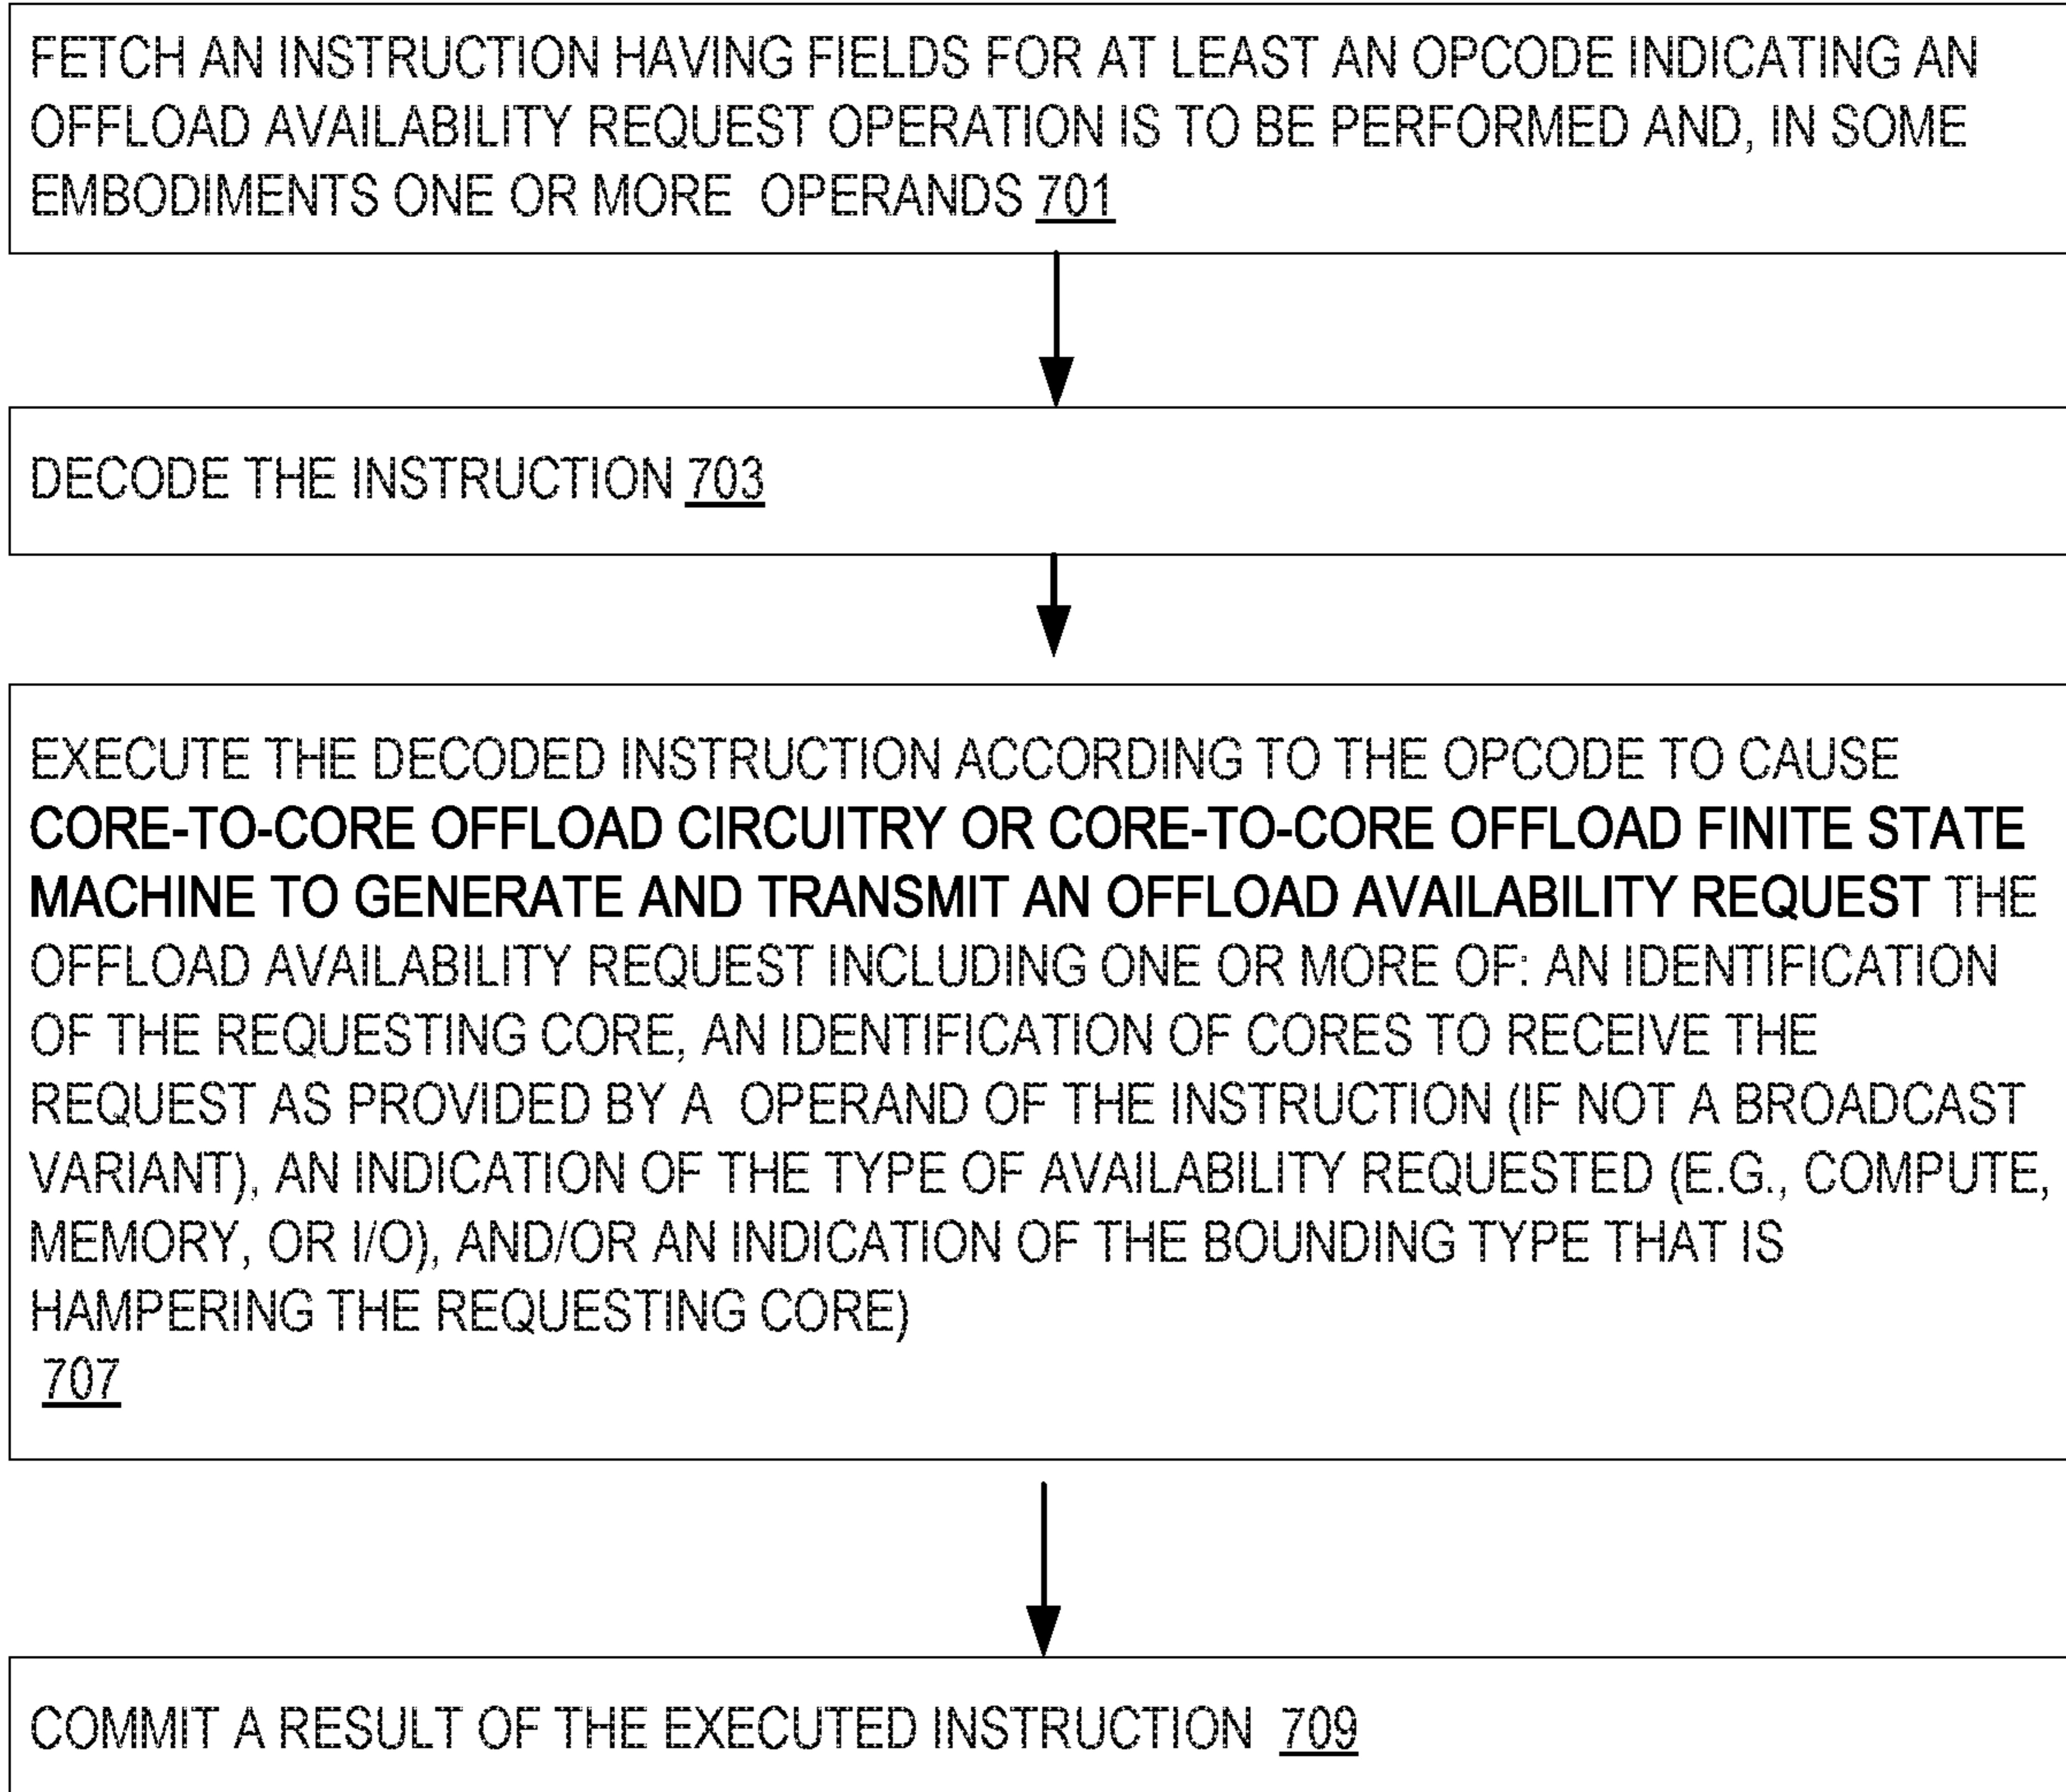 FETCH AN INSTRUCTION HAVING FIELDS FOR AT LEAST AN OPCODE INDICATING AN
OFFLOAD AVAILABILITY REQUEST OPERATION IS TO BE PERFORMED AND, IN SOME
EMBODIMENTS ONE OR MORE OPERANDS 701
DECODE THE INSTRUCTION 703
EXECUTE THE DECODED INSTRUCTION ACCORDING TO THE OPCODE TO CAUSE
CORE-TO-CORE OFFLOAD CIRCUITRY OR CORE-TO-CORE OFFLOAD FINITE STATE
MACHINE TO GENERATE AND TRANSMIT AN OFFLOAD AVAILABILITY REQUEST THE
OFFLOAD AVAILABILITY REQUEST INCLUDING ONE OR MORE OF: AN IDENTIFICATION
OF THE REQUESTING CORE, AN IDENTIFICATION OF CORES TO RECEIVE THE
REQUEST AS PROVIDED BY A OPERAND OF THE INSTRUCTION (IF NOT A BROADCAST
VARIANT), AN INDICATION OF THE TYPE OF AVAILABILITY REQUESTED (E.G., COMPUTE,
MEMORY, OR I/O), AND/OR AN INDICATION OF THE BOUNDING TYPE THAT IS
HAMPERING THE REQUESTING CORE)
707
COMMIT A RESULT OF THE EXECUTED INSTRUCTION 709